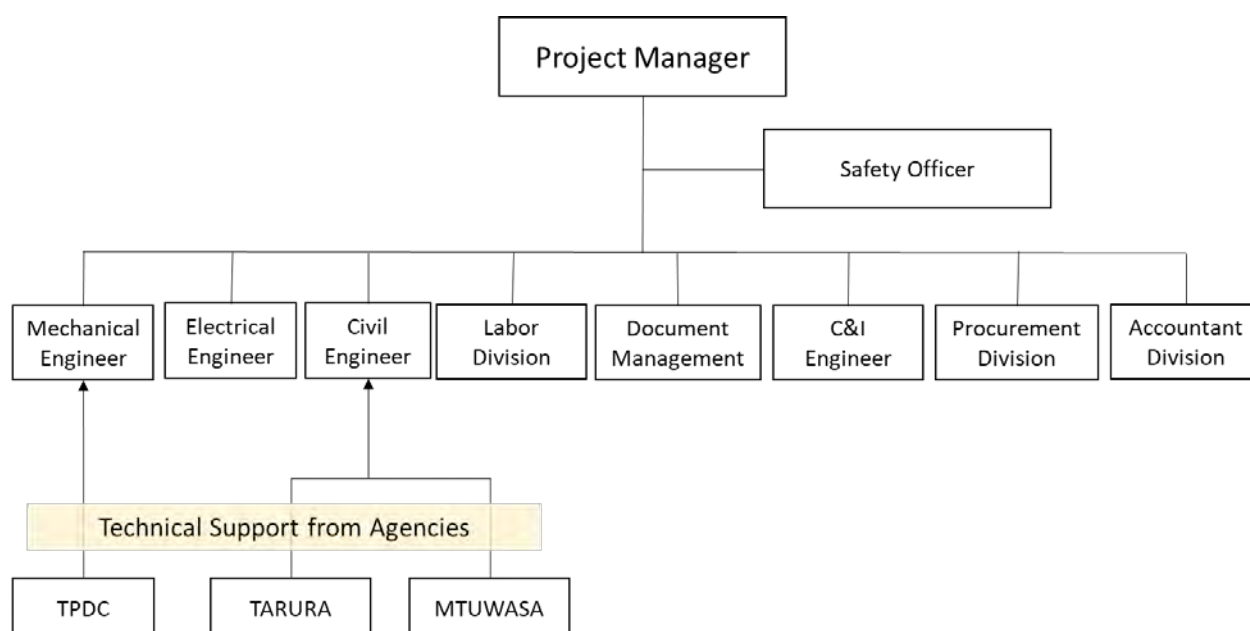 Project Manager
Safety Officer
Mechanical
Engineer
Electrical
Engineer
Civil
Engineer
Labor
Division
Document
Management
C&I
Engineer
Procurement
Division
Accountant
Division
Technical Support from Agencies
TPDC
TARURA
MTUWASA